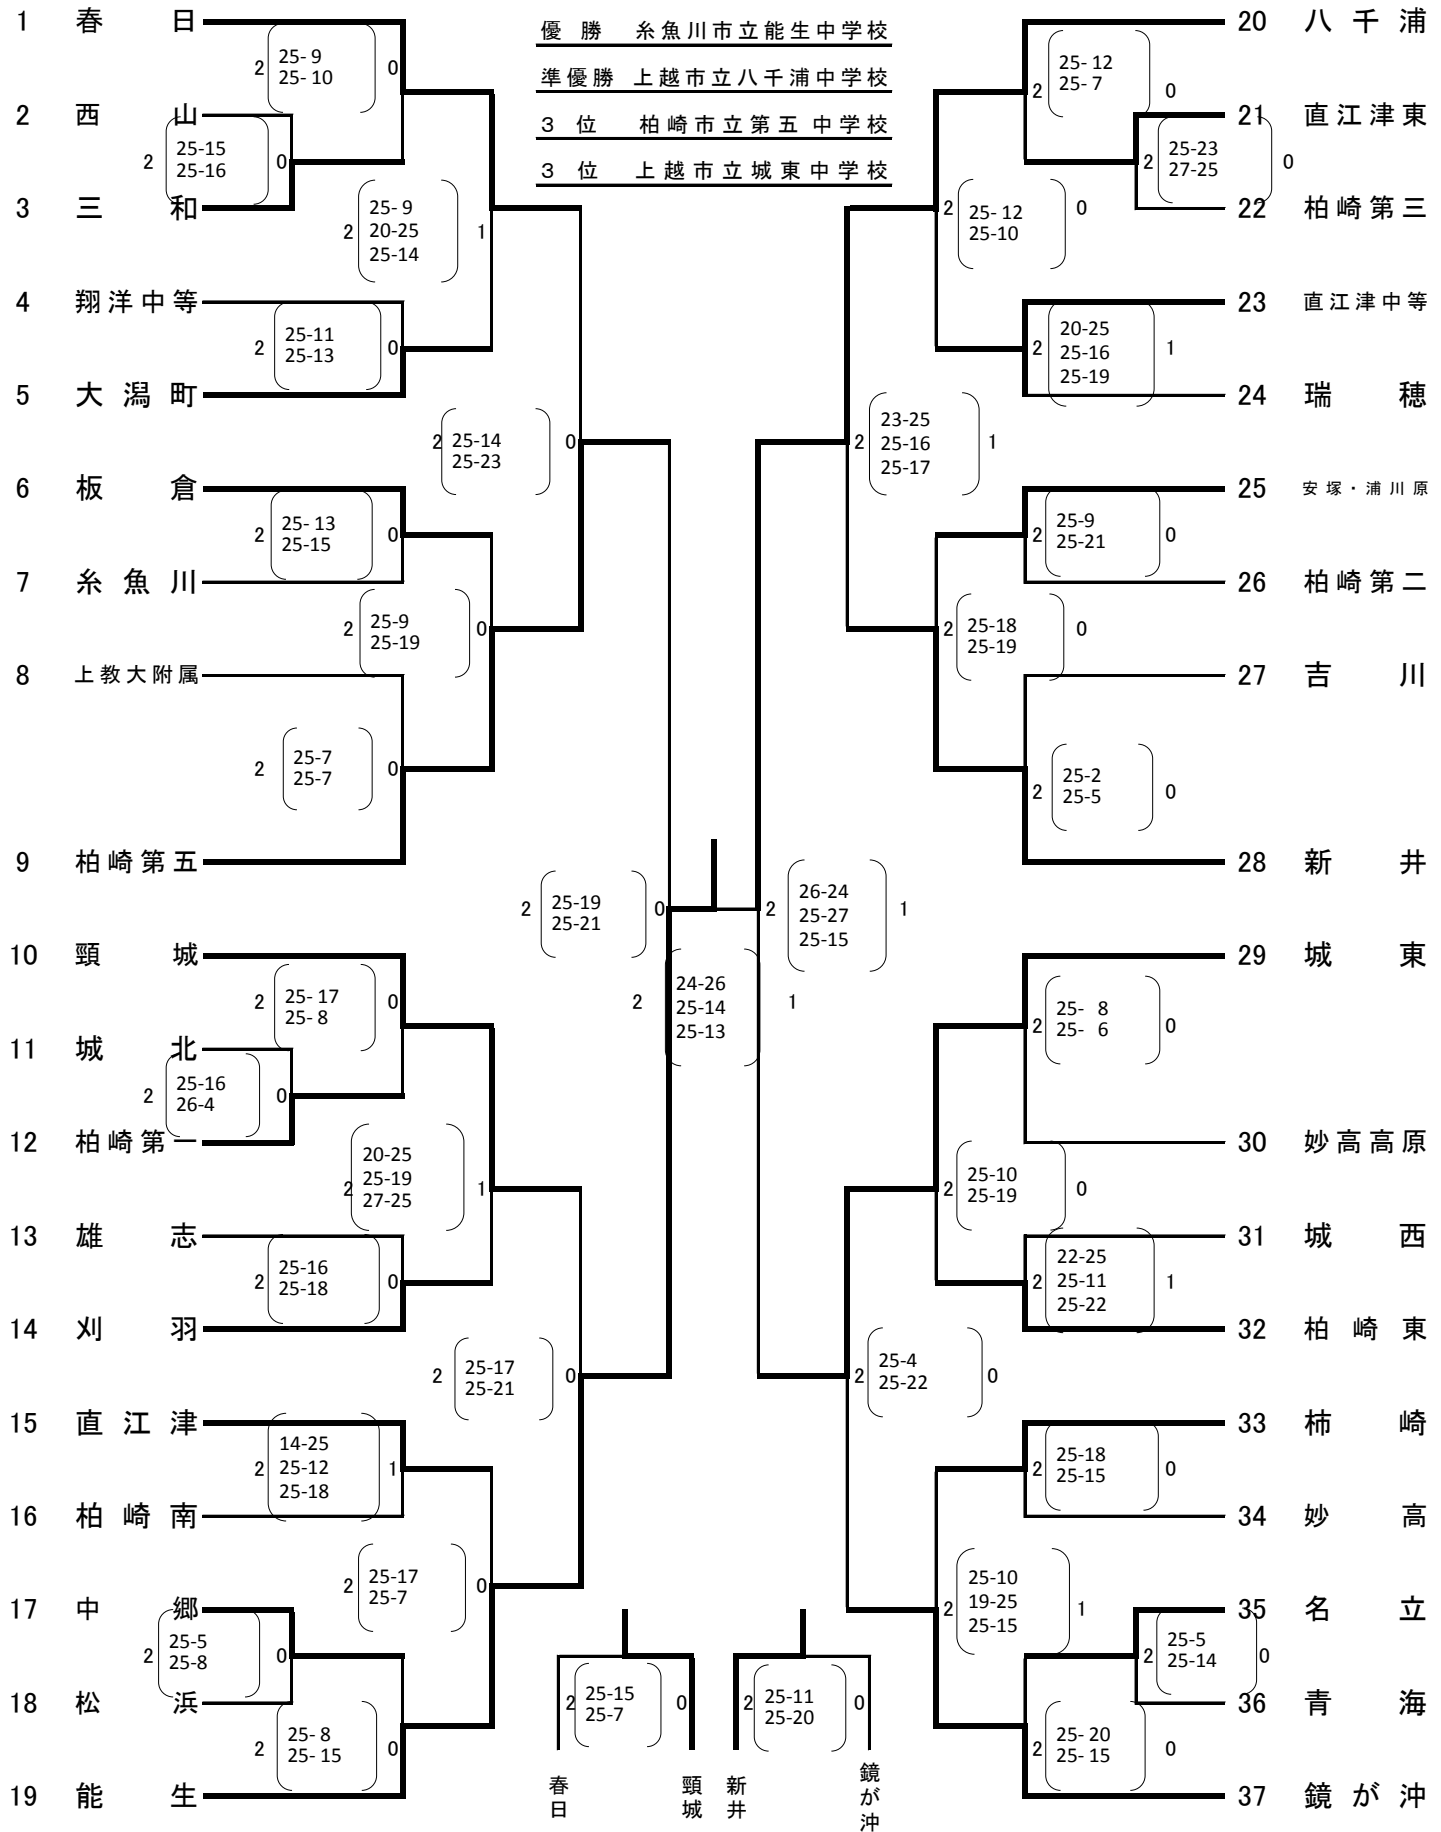 優勝 糸魚川市立能生中学校
準優勝 上越市立八千浦中学校
3 位 柏崎市立第五中学校
3 位 上越市立城東中学校
1 春日
2 25-9 0
25-10
2 西山
2 25-15 0
25-16
3 三和
2 25-9 1
20-25
25-14
4 翔洋中等
2 25-11 0
25-13
5 大潟町
2 25-14 0
25-23
6 板倉
2 25-13 0
25-15
7 糸魚川
2 25-9 0
25-19
8 上教大附属
2 25-7 0
25-7
9 柏崎第五
2 25-19 0
25-21
10 頸城
2 25-17 0
25-8
11 城北
2 25-16 0
26-4
12 柏崎第一
2 20-25 1
25-19
27-25
13 雄志
2 25-16 0
25-18
14 刈羽
2 25-17 0
25-21
15 直江津
2 14-25 1
25-12
25-18
16 柏崎南
2 25-17 0
25-7
17 中郷
2 25-5 0
25-8
18 松浜
2 25-8 0
25-15
19 能生
2 24-26 1
25-14
25-13
20 八千浦
2 25-12 0
25-7
21 直江津東
2 25-23 0
27-25
22 柏崎第三
2 25-12 0
25-10
23 直江津中等
2 20-25 1
25-16
25-19
24 瑞穂
2 23-25 1
25-16
25-17
25 安塚・浦川原
2 25-9 0
25-21
26 柏崎第二
2 25-18 0
25-19
27 吉川
2 25-2 0
25-5
28 新井
2 26-24 1
25-27
25-15
29 城東
2 25- 8 0
25- 6
30 妙高高原
2 25-10 0
25-19
31 城西
2 22-25 1
25-11
25-22
32 柏崎東
2 25-4 0
25-22
33 柿崎
2 25-18 0
25-15
34 妙高
2 25-10 1
19-25
25-15
35 名立
2 25-5 0
25-14
36 青海
2 25-20 0
25-15
37 鏡が沖
2 25-15 0
25-7
春日
頸城
2 25-11 0
25-20
新井
鏡が沖